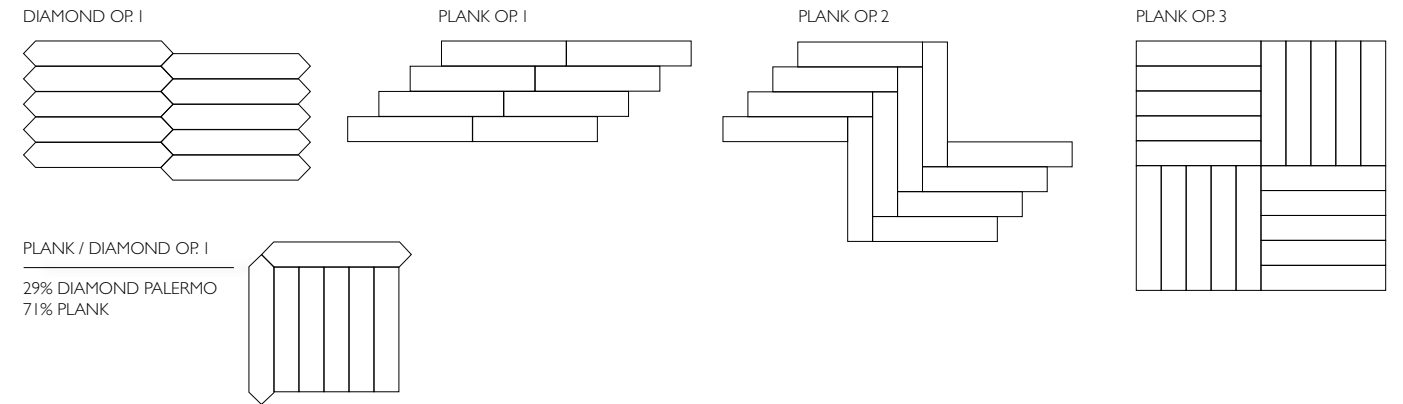 DIAMOND OP. 1
PLANK OP. 1
PLANK OP. 2
PLANK OP. 3
PLANK / DIAMOND OP. 1
29% DIAMOND PALERMO
71% PLANK